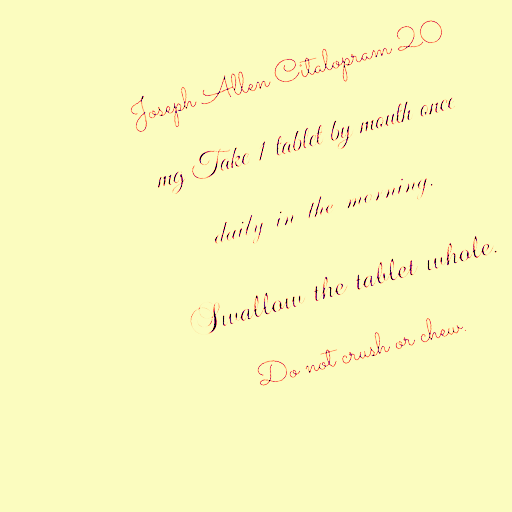 Joseph Allen Citalopram 20
mg Take 1 tablet by mouth once
daily in the morning.
Swallow the tablet whole.
Do not crush or chew.